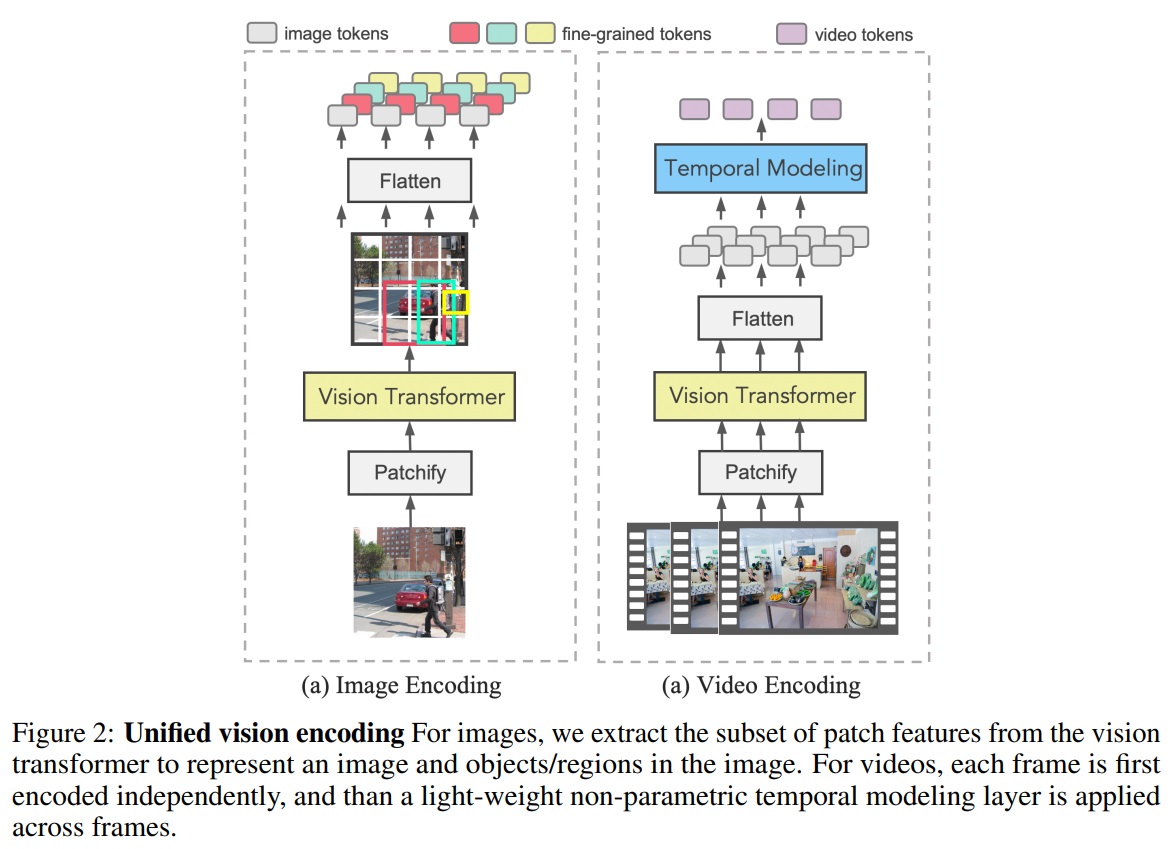 image tokens
fine-grained tokens
video tokens
Flatten
Vision Transformer
Patchify
(a) Image Encoding
Temporal Modeling
Flatten
Vision Transformer
Patchify
(a) Video Encoding
Figure 2: Unified vision encoding For images, we extract the subset of patch features from the vision
transformer to represent an image and objects/regions in the image. For videos, each frame is first
encoded independently, and than a light-weight non-parametric temporal modeling layer is applied
across frames.